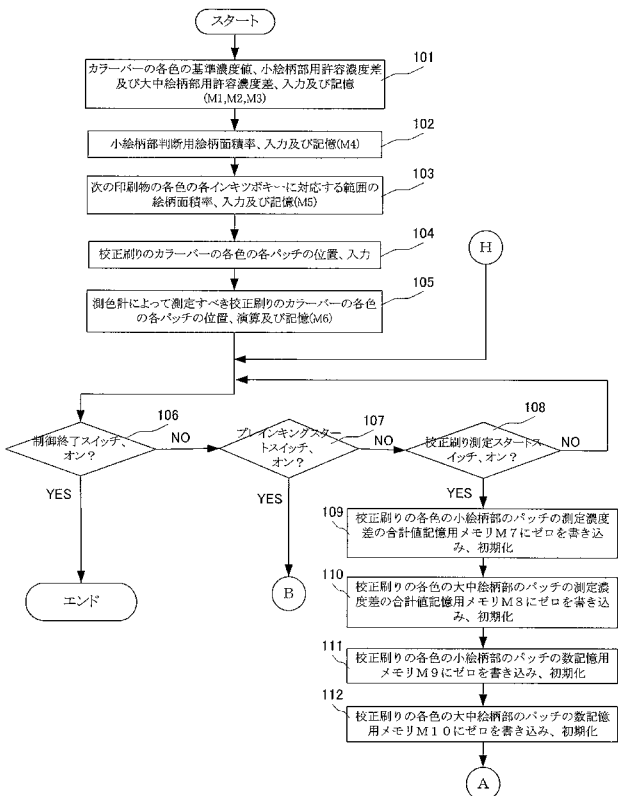 スタート
101
カラーバーの各色の基準濃度値、小絵柄部用許容濃度差
及び大中絵柄部用許容濃度差、入力及び記憶
(M1,M2,M3)
102
小絵柄部判断用絵柄面積率、入力及び記憶(M4)
103
次の印刷物の各色の各インキツボキーに対応する範囲の
絵柄面積率、入力及び記憶(M5)
104
校正刷りのカラーバーの各色の各パッチの位置、入力
H
105
測色計によって測定すべき校正刷りのカラーバーの各色
の各パッチの位置、演算及び記憶(M6)
106
制御終了スイッチ、
オン？
NO
YES
エンド
107
プレインキングスター
トスイッチ、
オン？
NO
YES
B
108
校正刷り測定スタートス
イッチ、オン？
NO
YES
109
校正刷りの各色の小絵柄部のパッチの測定濃度
差の合計値記憶用メモリM7にゼロを書き込
み、初期化
110
校正刷りの各色の大中絵柄部のパッチの測定濃
度差の合計値記憶用メモリM8にゼロを書き込
み、初期化
111
校正刷りの各色の小絵柄部のパッチの数記憶用
メモリM9にゼロを書き込み、初期化
112
校正刷りの各色の大中絵柄部のパッチの数記憶
用メモリM10にゼロを書き込み、初期化
A